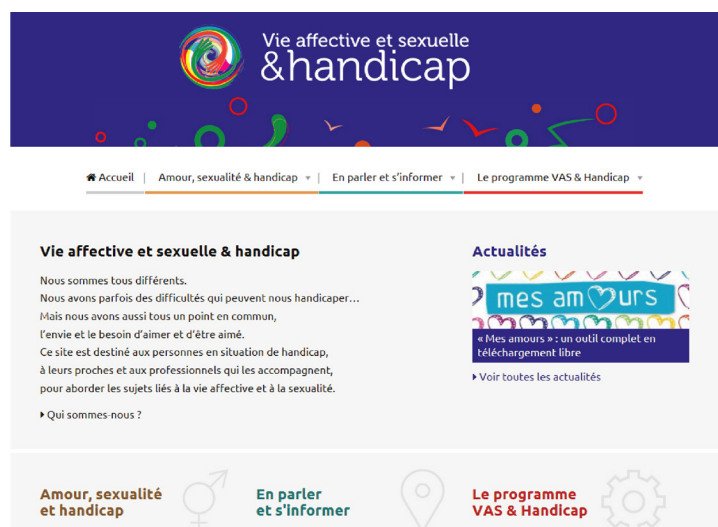 Vie affective et sexuelle
&handicap
Accueil | Amour, sexualité & handicap | En parler et s'informer | Le programme VAS & Handicap
Vie affective et sexuelle & handicap
Nous sommes tous différents.
Nous avons parfois des difficultés qui peuvent nous handicaper…
Mais nous avons aussi tous un point en commun,
l'envie et le besoin d'aimer et d'être aimé.
Ce site est destiné aux personnes en situation de handicap,
à leurs proches et aux professionnels qui les accompagnent,
pour aborder les sujets liés à la vie affective et à la sexualité.
Qui sommes-nous ?
Actualités
mes amours
« Mes amours » : un outil complet en
téléchargement libre
Voir toutes les actualités
Amour, sexualité
et handicap
En parler
et s'informer
Le programme
VAS & Handicap